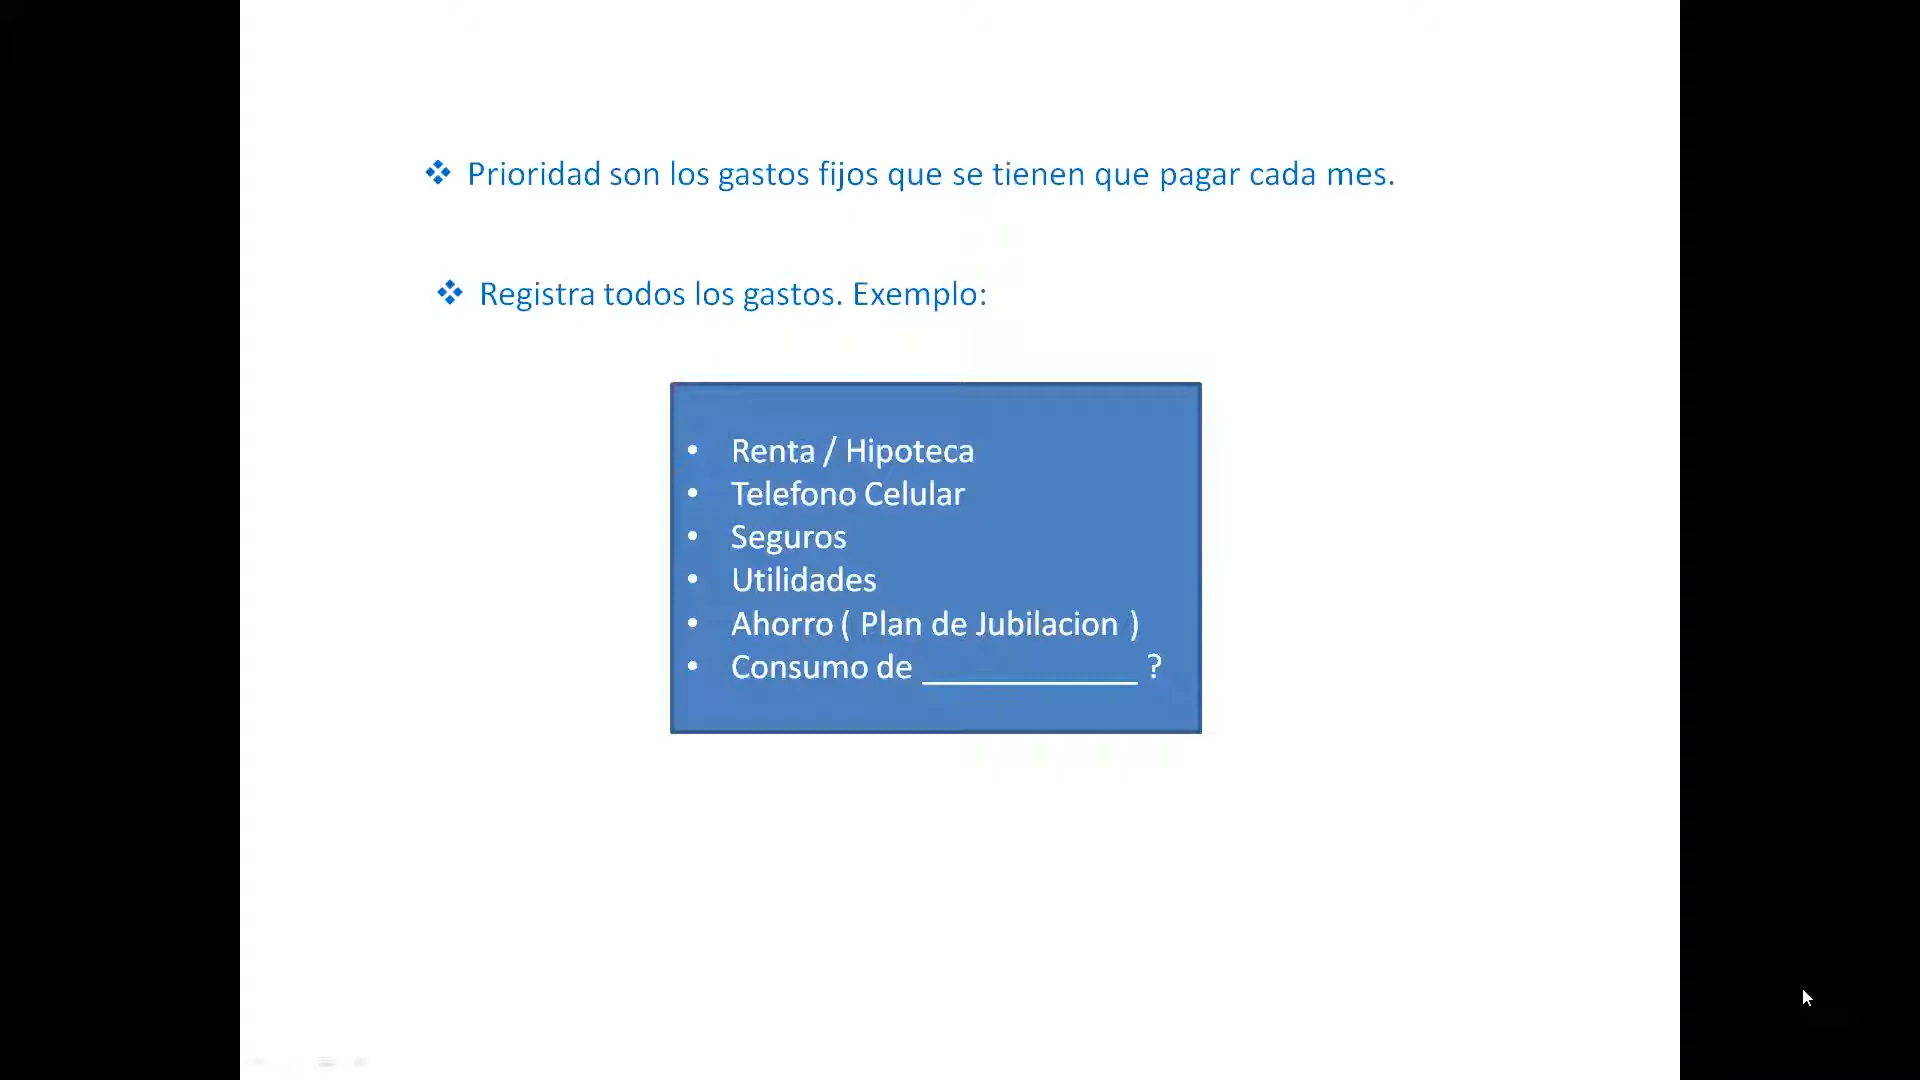 ❖ Prioridad son los gastos fijos que se tienen que pagar cada mes.
❖ Registra todos los gastos. Exemplo:
• Renta / Hipoteca
• Telefono Celular
• Seguros
• Utilidades
• Ahorro ( Plan de Jubilacion )
• Consumo de ____________ ?